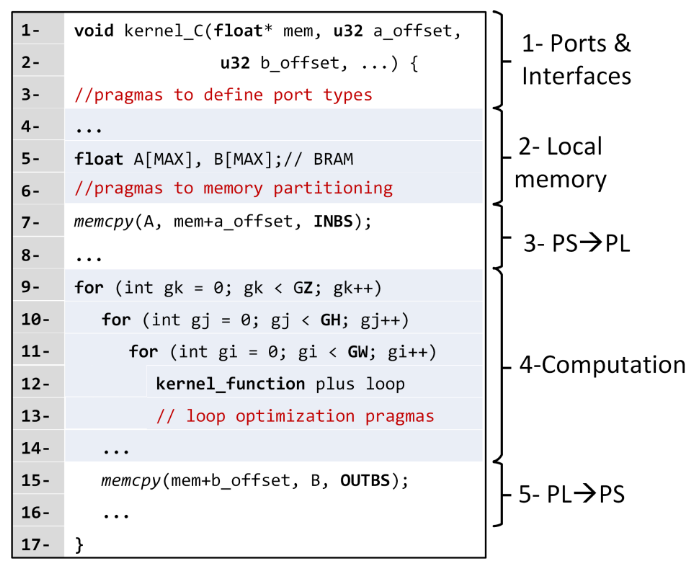 1- void kernel_C(float* mem, u32 a_offset,
2- u32 b_offset, ...) {
3- //pragmas to define port types
4- ...
5- float A[MAX], B[MAX];// BRAM
6- //pragmas to memory partitioning
7- memcpy(A, mem+a_offset, INBS);
8- ...
9- for (int gk = 0; gk < GZ; gk++)
10- for (int gj = 0; gj < GH; gj++)
11- for (int gi = 0; gi < GW; gi++)
12- kernel_function plus loop
13- // loop optimization pragmas
14- ...
15- memcpy(mem+b_offset, B, OUTBS);
16- ...
17- }
1- Ports &
Interfaces
2- Local
memory
3- PS→PL
4-Computation
5- PL→PS